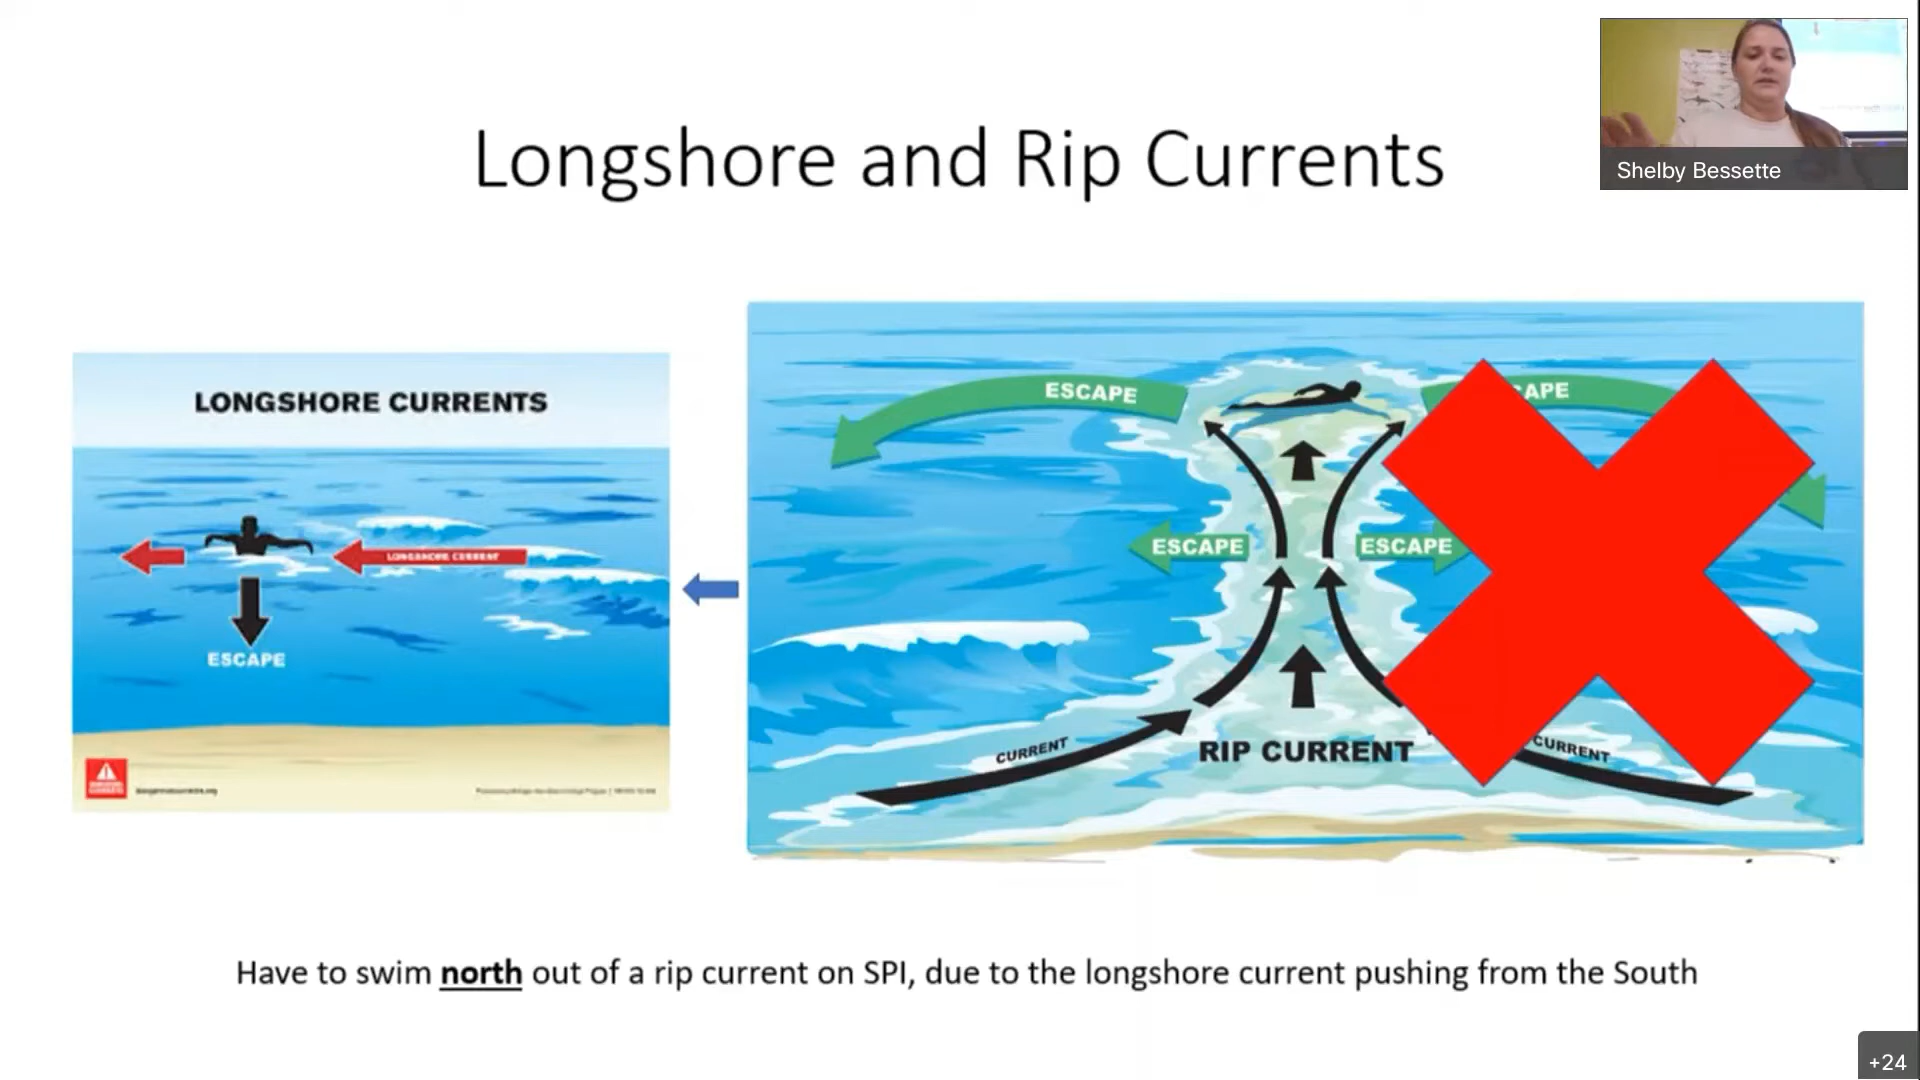 Shelby Bessette
Longshore and Rip Currents
LONGSHORE CURRENTS
LONGSHORE CURRENT
ESCAPE
ESCAPE
APE
ESCAPE
ESCAPE
CURRENT
RIP CURRENT
CURRENT
Have to swim north out of a rip current on SPI, due to the longshore current pushing from the South
+24